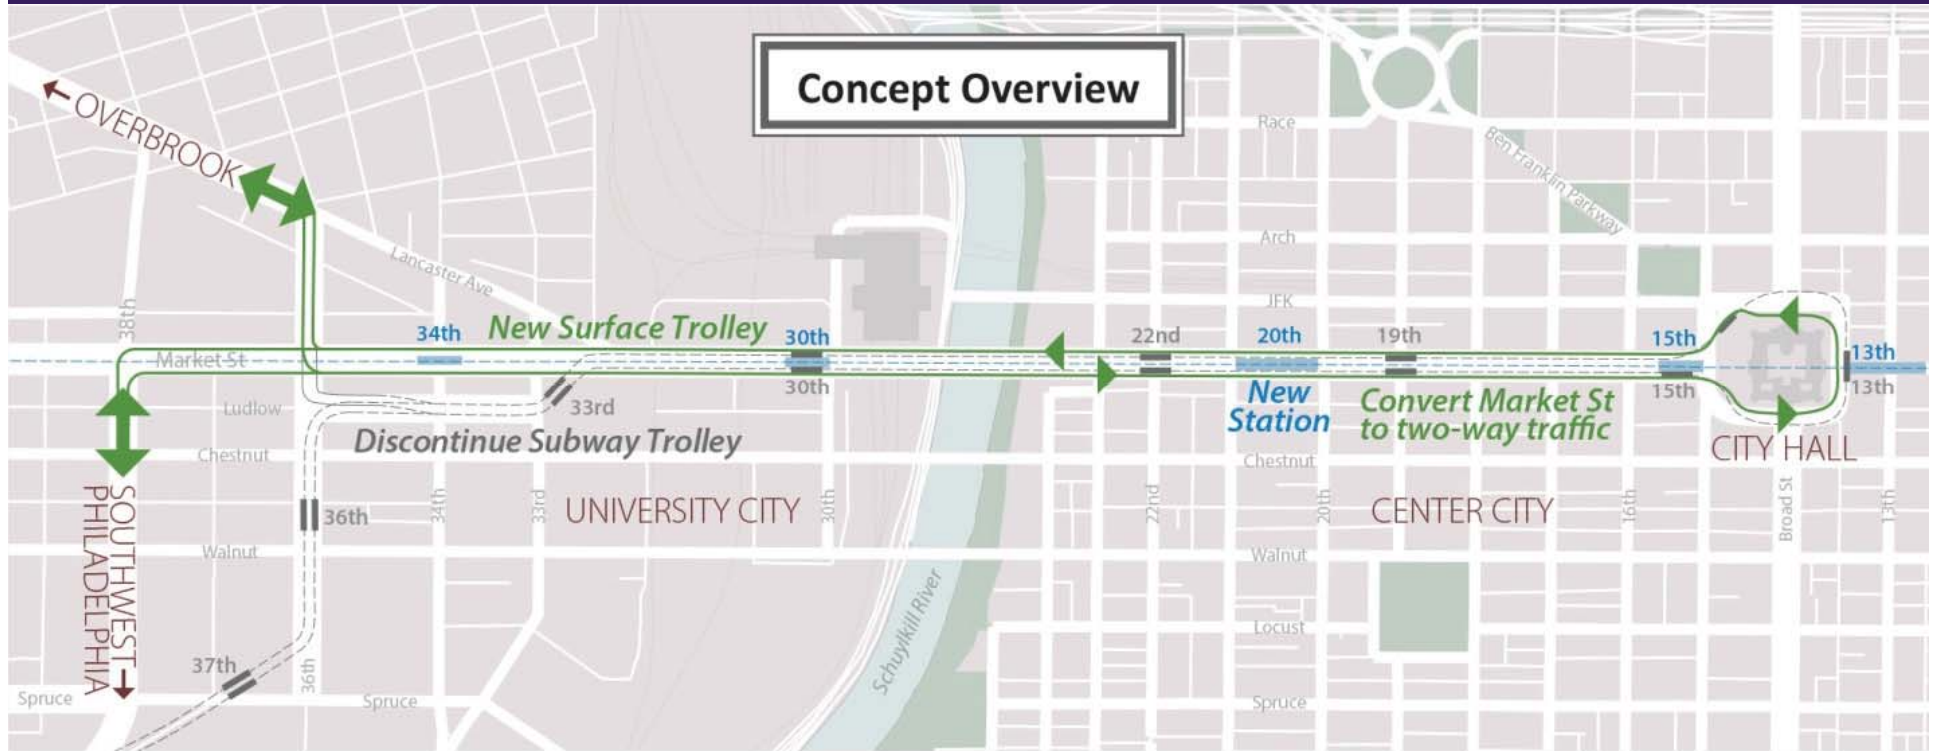 Concept Overview
OVERBROOK
Race
Ben Franklin Parkway
Arch
Lancaster Ave
JFK
38th
34th
New Surface Trolley
30th
22nd
20th
19th
15th
13th
Market St
30th
New
Station
Convert Market St
to two-way traffic
15th
13th
Ludlow
33rd
Discontinue Subway Trolley
CITY HALL
Chestnut
Chestnut
SOUTHWEST
PHILADELPHIA
36th
34th
33rd
UNIVERSITY CITY
30th
22nd
20th
CENTER CITY
16th
Broad St
13th
Walnut
Walnut
Schuylkill River
Locust
37th
36th
Spruce
Spruce
Spruce